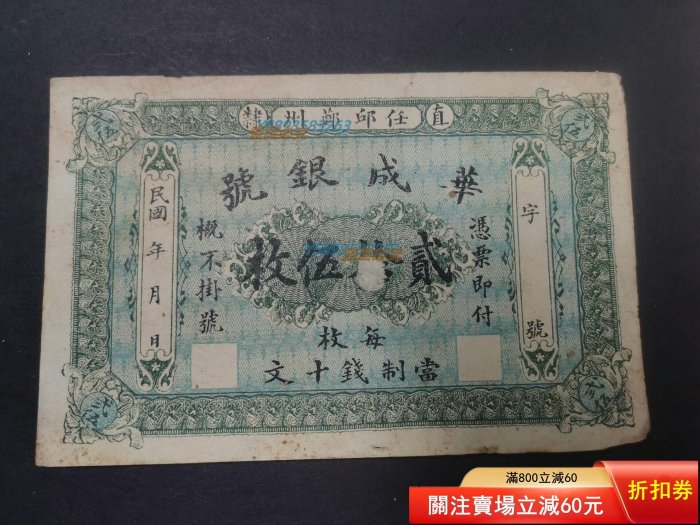 直 任邱鄚州 隸
華成銀號
字 號
憑票即付
貳拾伍枚
每枚
當制錢十文
概不掛號
民國 年 月 日
滿800立減60
關注賣場立減60元
折扣券